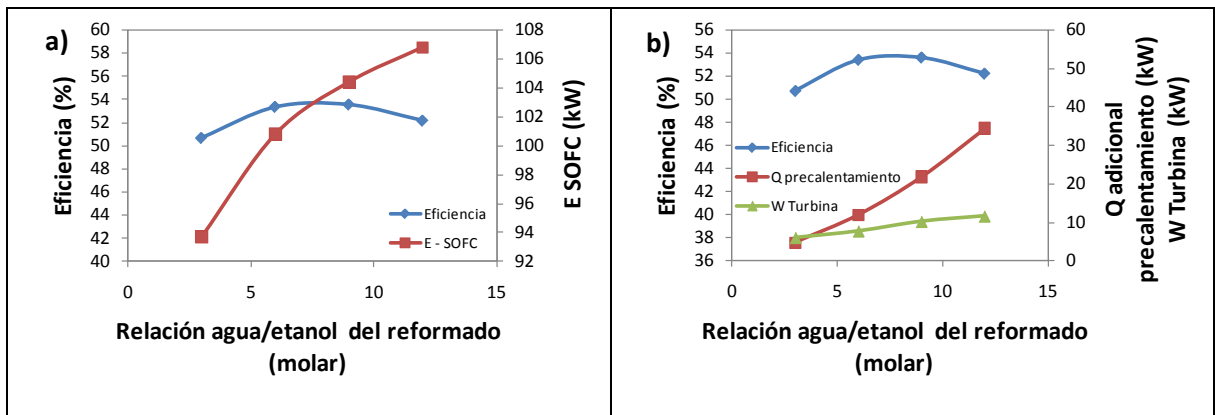 a)
60
58
56
54
52
50
48
46
44
42
40
Eficiencia (%)
108
106
104
102
100
98
96
94
92
E SOFC (kW)
Eficiencia
E - SOFC
0 5 10 15
Relación agua/etanol del reformado
(molar)
b)
56
54
52
50
48
46
44
42
40
38
36
Eficiencia (%)
60
50
40
30
20
10
0
Q adicional
precalentamiento (kW)
W Turbina (kW)
Eficiencia
Q precalentamiento
W Turbina
0 5 10 15
Relación agua/etanol del reformado
(molar)